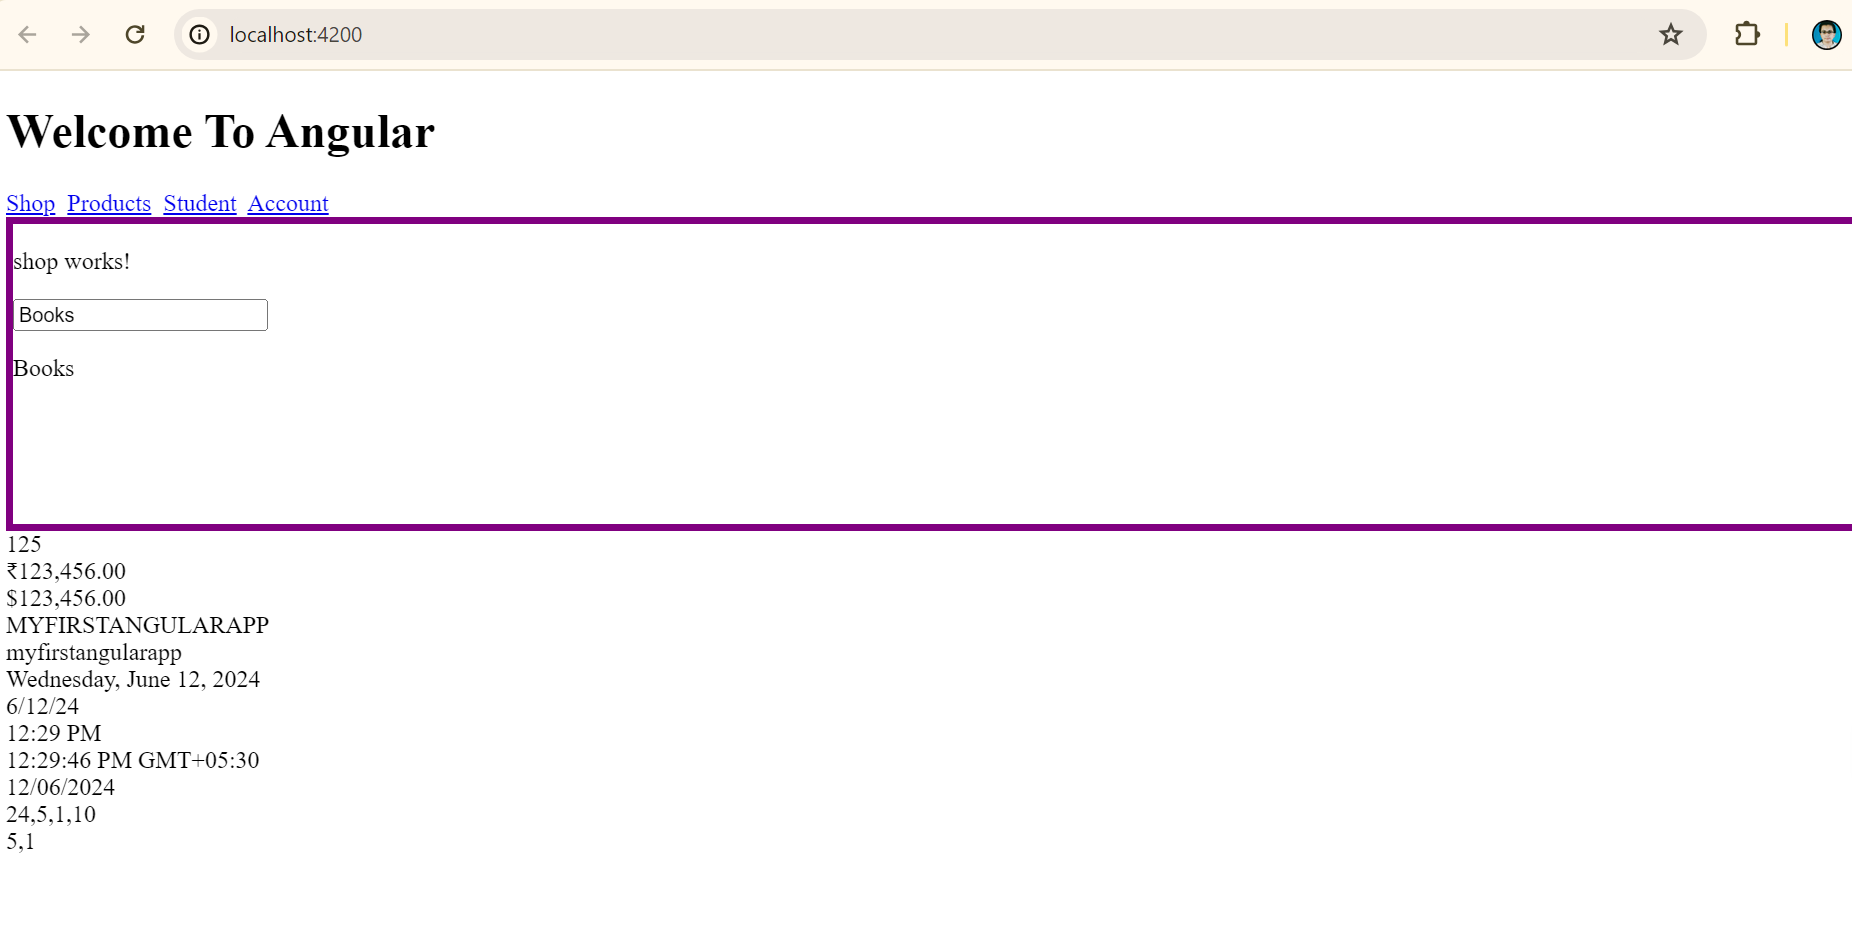 localhost:4200
Welcome To Angular
Shop Products Student Account
shop works!
Books
Books
125
₹123,456.00
$123,456.00
MYFIRSTANGULARAPP
myfirstangularapp
Wednesday, June 12, 2024
6/12/24
12:29 PM
12:29:46 PM GMT+05:30
12/06/2024
24,5,1,10
5,1